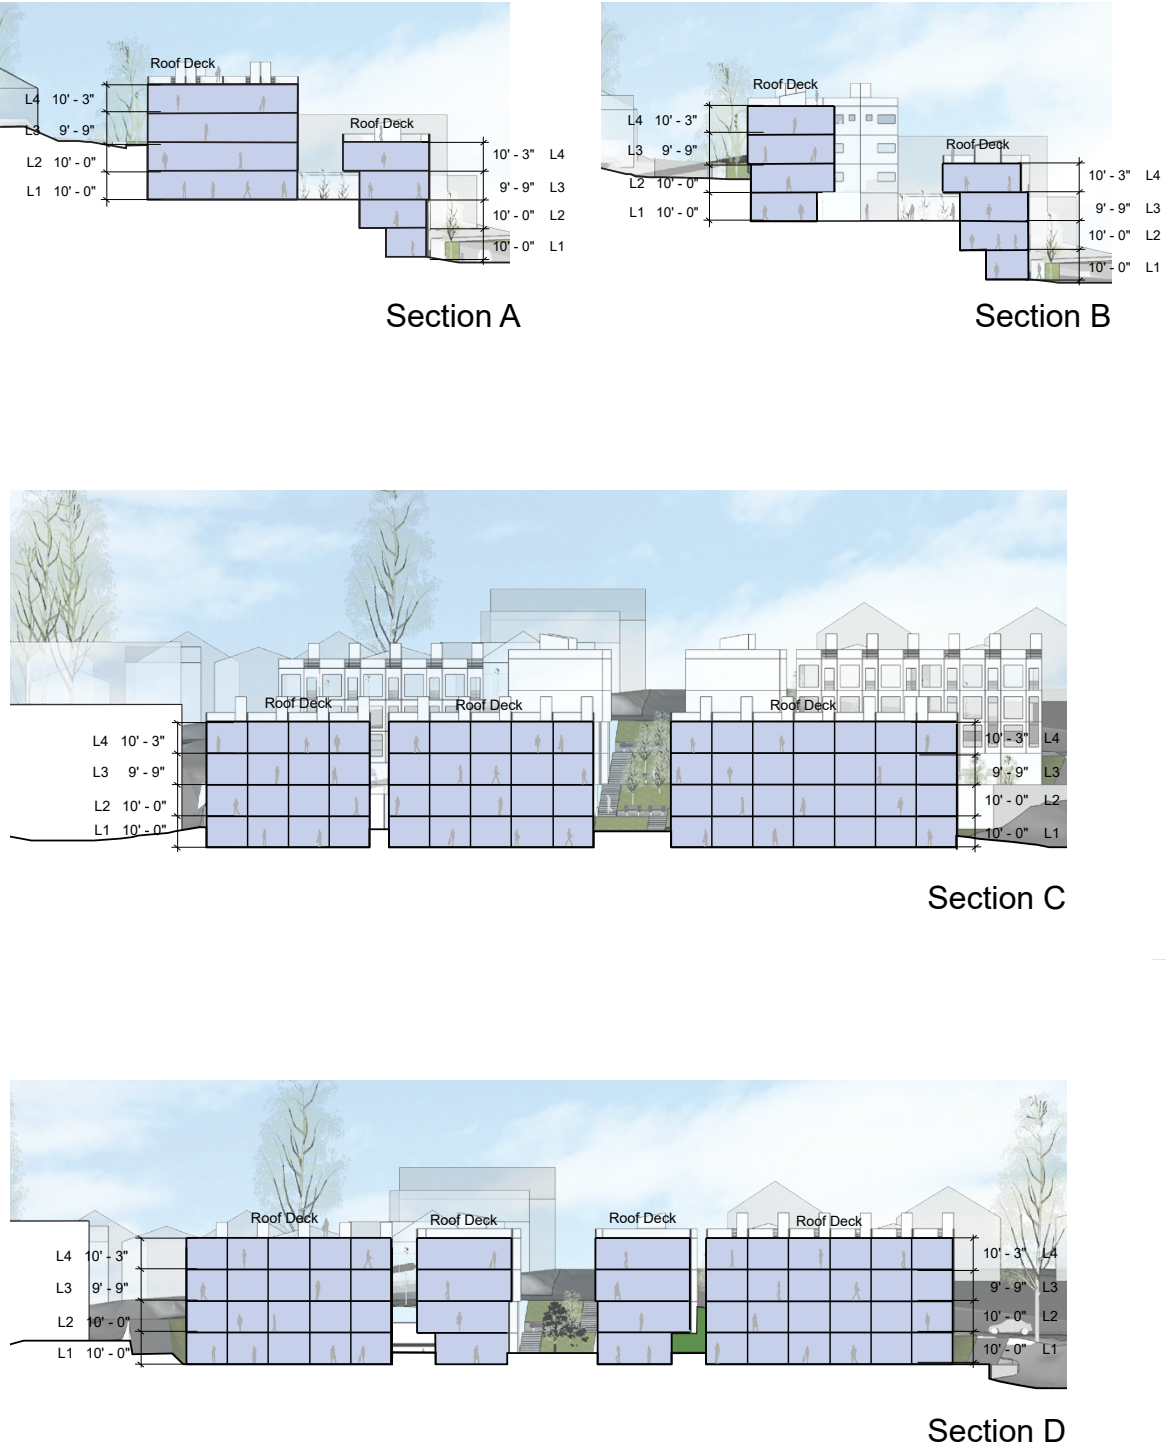 Roof Deck
L4 10' - 3"
L3 9' - 9"
L2 10' - 0"
L1 10' - 0"
Roof Deck
10' - 3" L4
9' - 9" L3
10' - 0" L2
10' - 0" L1
Section A
Roof Deck
L4 10' - 3"
L3 9' - 9"
L2 10' - 0"
L1 10' - 0"
Roof Deck
10' - 3" L4
9' - 9" L3
10' - 0" L2
10' - 0" L1
Section B
Roof Deck
Roof Deck
Roof Deck
L4 10' - 3"
L3 9' - 9"
L2 10' - 0"
L1 10' - 0"
10' - 3" L4
9' - 9" L3
10' - 0" L2
10' - 0" L1
Section C
Roof Deck
Roof Deck
Roof Deck
Roof Deck
L4 10' - 3"
L3 9' - 9"
L2 10' - 0"
L1 10' - 0"
10' - 3" L4
9' - 9" L3
10' - 0" L2
10' - 0" L1
Section D